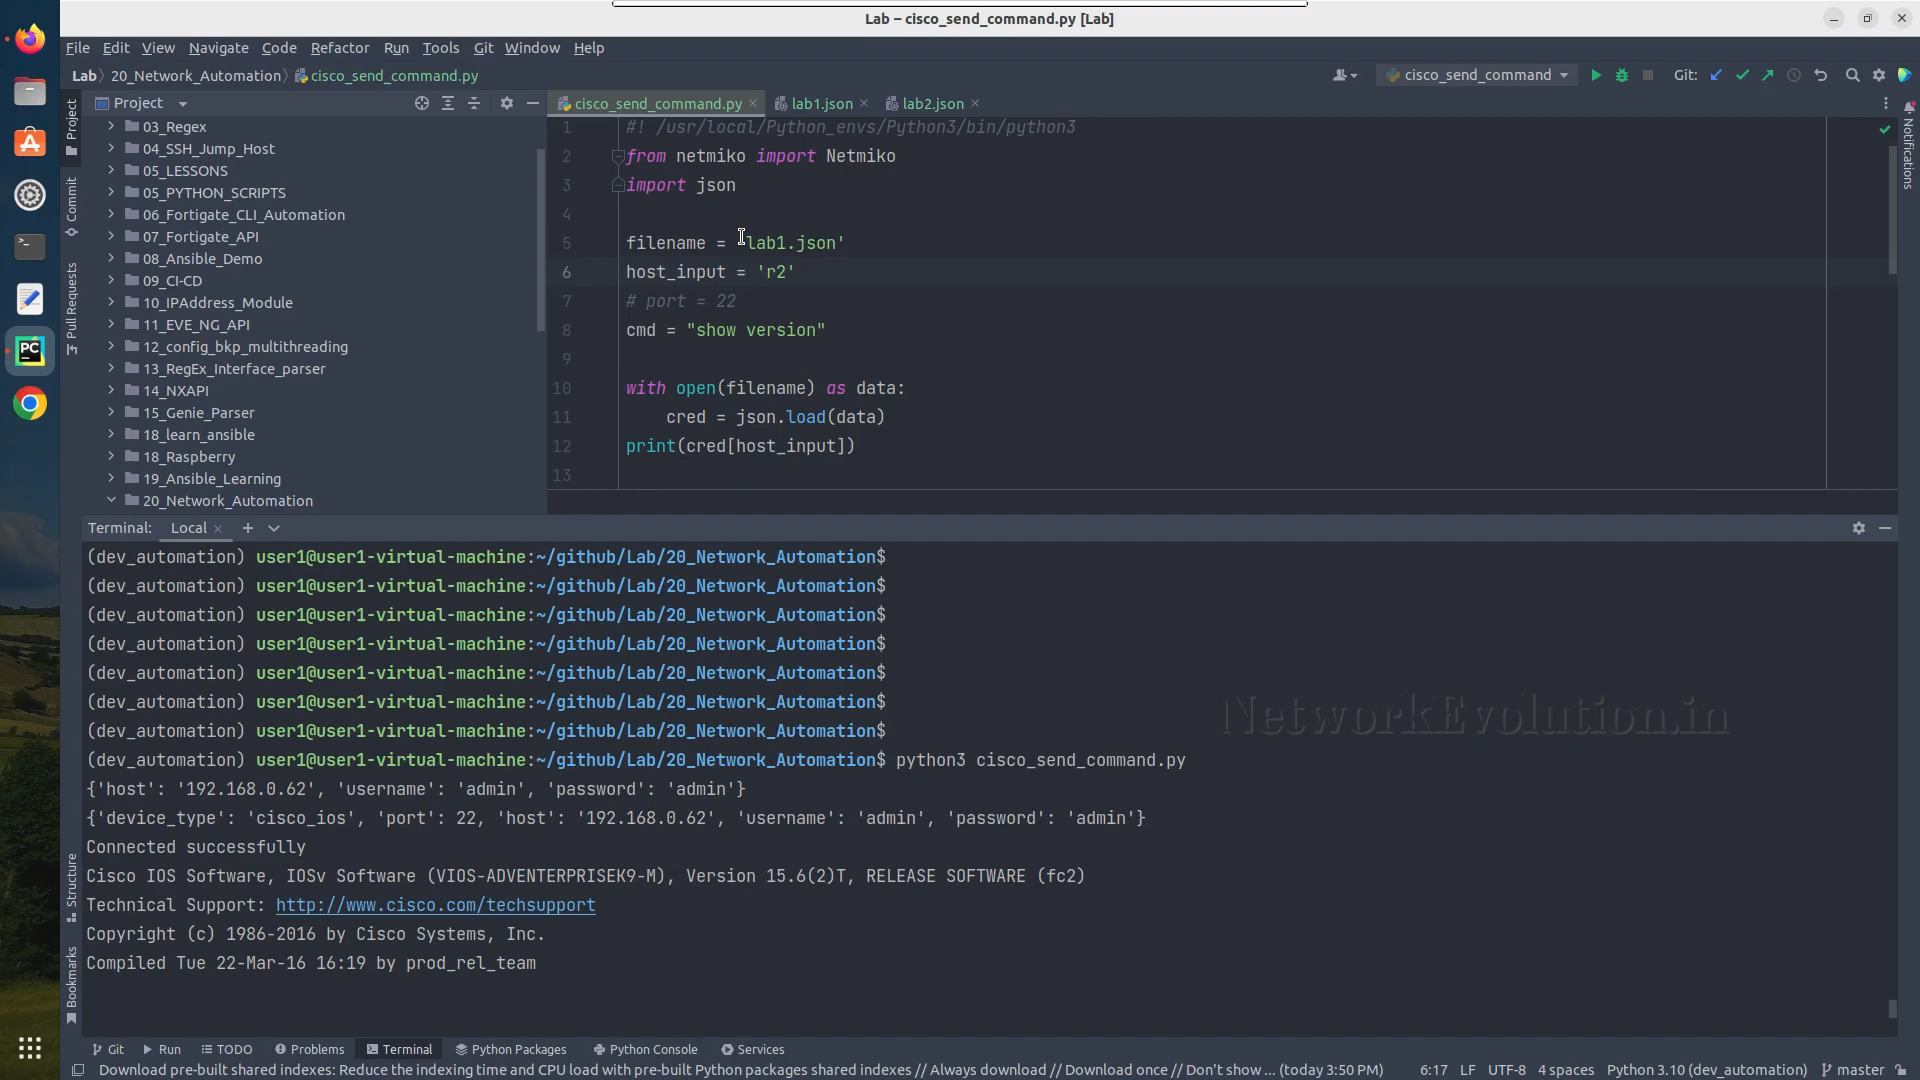 Lab – cisco_send_command.py [Lab]
File Edit View Navigate Code Refactor Run Tools Git Window Help
Lab 20_Network_Automation cisco_send_command.py
cisco_send_command
Git:
Project
cisco_send_command.py lab1.json lab2.json
03_Regex
04_SSH_Jump_Host
05_LESSONS
05_PYTHON_SCRIPTS
06_Fortigate_CLI_Automation
07_Fortigate_API
08_Ansible_Demo
09_CI-CD
10_IPAddress_Module
11_EVE_NG_API
12_config_bkp_multithreading
13_RegEx_Interface_parser
14_NXAPI
15_Genie_Parser
18_learn_ansible
18_Raspberry
19_Ansible_Learning
20_Network_Automation
1 #! /usr/local/Python_envs/Python3/bin/python3
2 from netmiko import Netmiko
3 import json
4
5 filename = 'lab1.json'
6 host_input = 'r2'
7 # port = 22
8 cmd = "show version"
9
10 with open(filename) as data:
11 cred = json.load(data)
12 print(cred[host_input])
13
Project
Commit
Pull Requests
Structure
Bookmarks
Notifications
PC
Terminal: Local
(dev_automation) user1@user1-virtual-machine:~/github/Lab/20_Network_Automation$
(dev_automation) user1@user1-virtual-machine:~/github/Lab/20_Network_Automation$
(dev_automation) user1@user1-virtual-machine:~/github/Lab/20_Network_Automation$
(dev_automation) user1@user1-virtual-machine:~/github/Lab/20_Network_Automation$
(dev_automation) user1@user1-virtual-machine:~/github/Lab/20_Network_Automation$
(dev_automation) user1@user1-virtual-machine:~/github/Lab/20_Network_Automation$
(dev_automation) user1@user1-virtual-machine:~/github/Lab/20_Network_Automation$
(dev_automation) user1@user1-virtual-machine:~/github/Lab/20_Network_Automation$ python3 cisco_send_command.py
{'host': '192.168.0.62', 'username': 'admin', 'password': 'admin'}
{'device_type': 'cisco_ios', 'port': 22, 'host': '192.168.0.62', 'username': 'admin', 'password': 'admin'}
Connected successfully
Cisco IOS Software, IOSv Software (VIOS-ADVENTERPRISEK9-M), Version 15.6(2)T, RELEASE SOFTWARE (fc2)
Technical Support: http://www.cisco.com/techsupport
Copyright (c) 1986-2016 by Cisco Systems, Inc.
Compiled Tue 22-Mar-16 16:19 by prod_rel_team
NetworkEvolution.in
Git Run TODO Problems Terminal Python Packages Python Console Services
Download pre-built shared indexes: Reduce the indexing time and CPU load with pre-built Python packages shared indexes // Always download // Download once // Don't show ... (today 3:50 PM) 6:17 LF UTF-8 4 spaces Python 3.10 (dev_automation) master